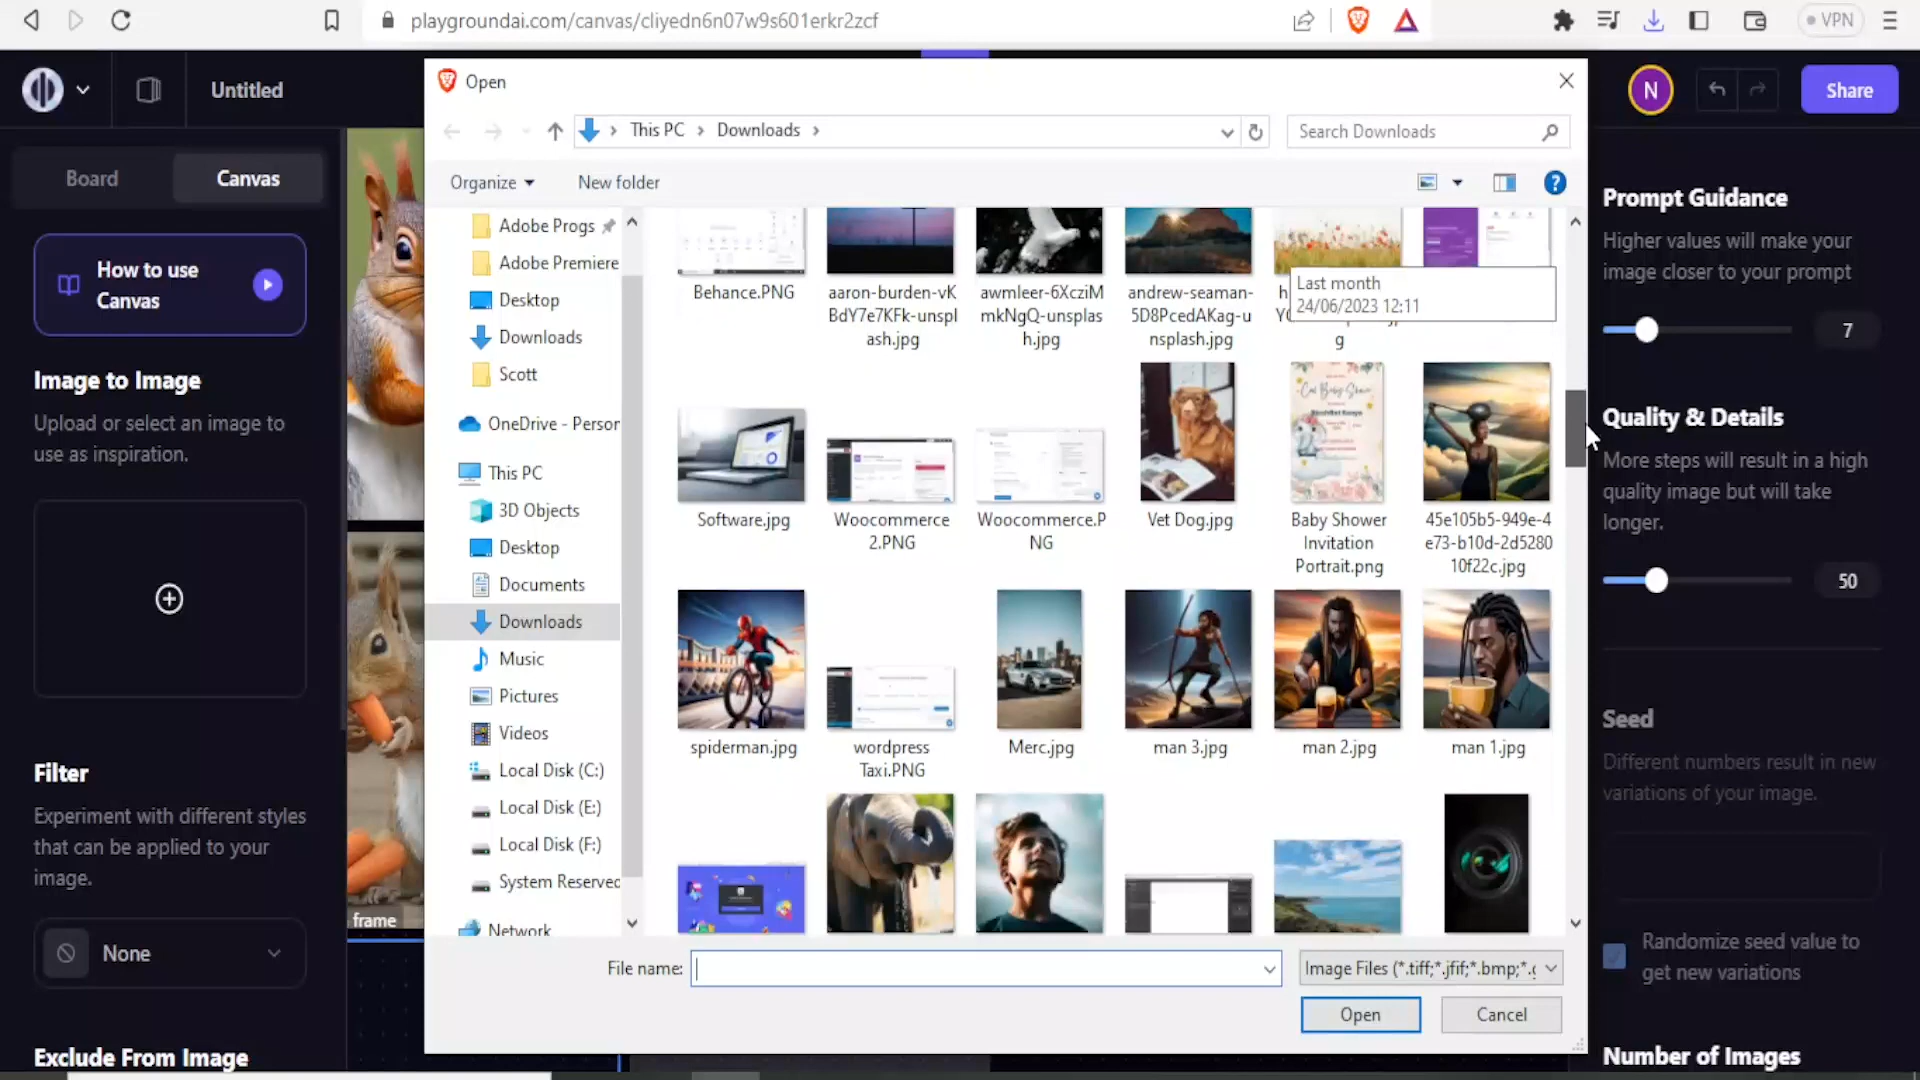 playgroundai.com/canvas/cliyedn6n07w9s601erkr2zcf
VPN
Untitled
N
Share
Board
Canvas
How to use
Canvas
Image to Image
Upload or select an image to
use as inspiration.
Filter
Experiment with different styles
that can be applied to your
image.
None
Exclude From Image
frame
Open
This PC
Downloads
Search Downloads
Organize
New folder
Adobe Progs
Adobe Premiere
Desktop
Downloads
Scott
OneDrive - Person
This PC
3D Objects
Desktop
Documents
Downloads
Music
Pictures
Videos
Local Disk (C:)
Local Disk (E:)
Local Disk (F:)
System Reserved
Network
Behance.PNG
aaron-burden-vK
BdY7e7KFk-unspl
ash.jpg
awmleer-6XcziM
mkNgQ-unsplas
h.jpg
andrew-seaman-
5D8PcedAKag-u
nsplash.jpg
g
Last month
24/06/2023 12:11
Software.jpg
Woocommerce
2.PNG
Woocommerce.P
NG
Vet Dog.jpg
Baby Shower
Invitation
Portrait.png
45e105b5-949e-4
e73-b10d-2d5280
10f22c.jpg
spiderman.jpg
wordpress
Taxi.PNG
Merc.jpg
man 3.jpg
man 2.jpg
man 1.jpg
File name:
Image Files (*.tiff;*.jfif;*.bmp;*.g
Open
Cancel
Prompt Guidance
Higher values will make your
image closer to your prompt
7
Quality & Details
More steps will result in a high
quality image but will take
longer.
50
Seed
Different numbers result in new
variations of your image.
Randomize seed value to
get new variations
Number of Images